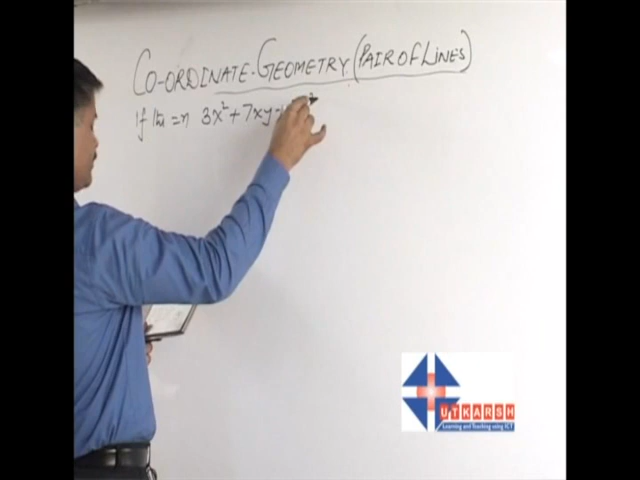 CO-ORDINATE-GEOMETRY (PAIR OF LINES)
If the =n 3x² + 7xy
UTKARSH
Learning and Teaching using ICT